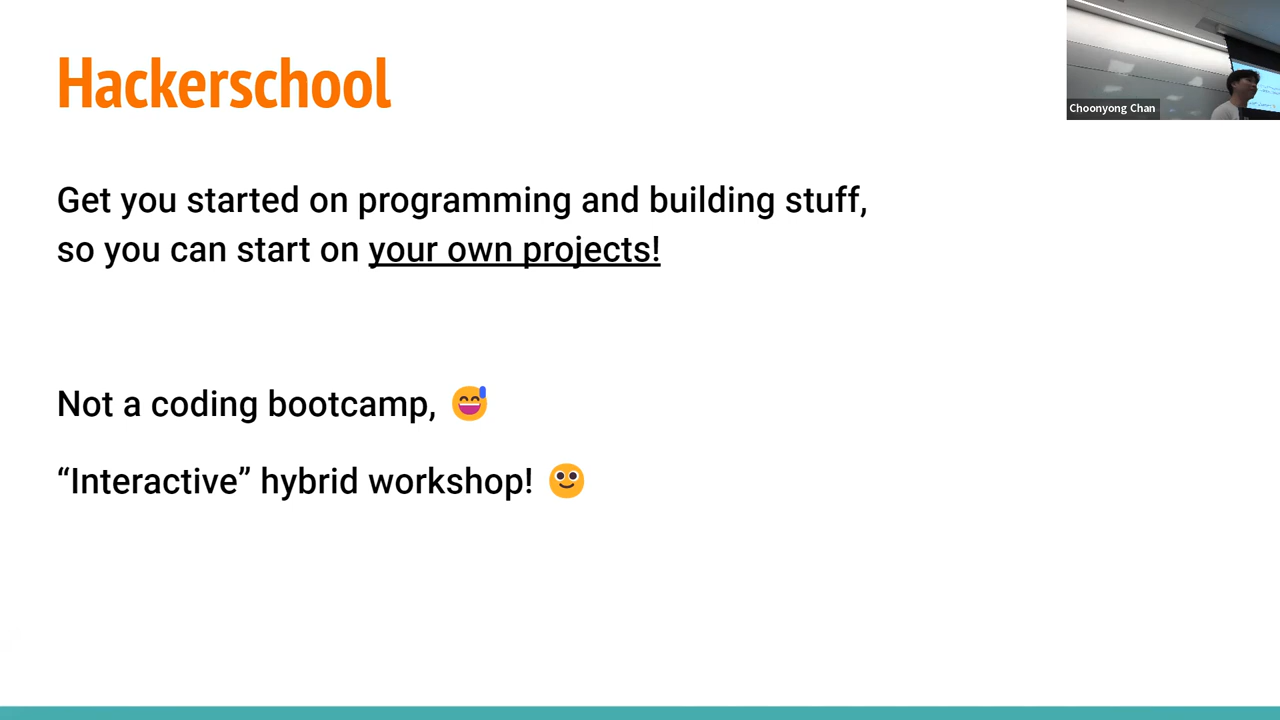 Hackerschool
Choonyong Chan
Get you started on programming and building stuff,
so you can start on your own projects!
Not a coding bootcamp, 😅
“Interactive” hybrid workshop! 🙂